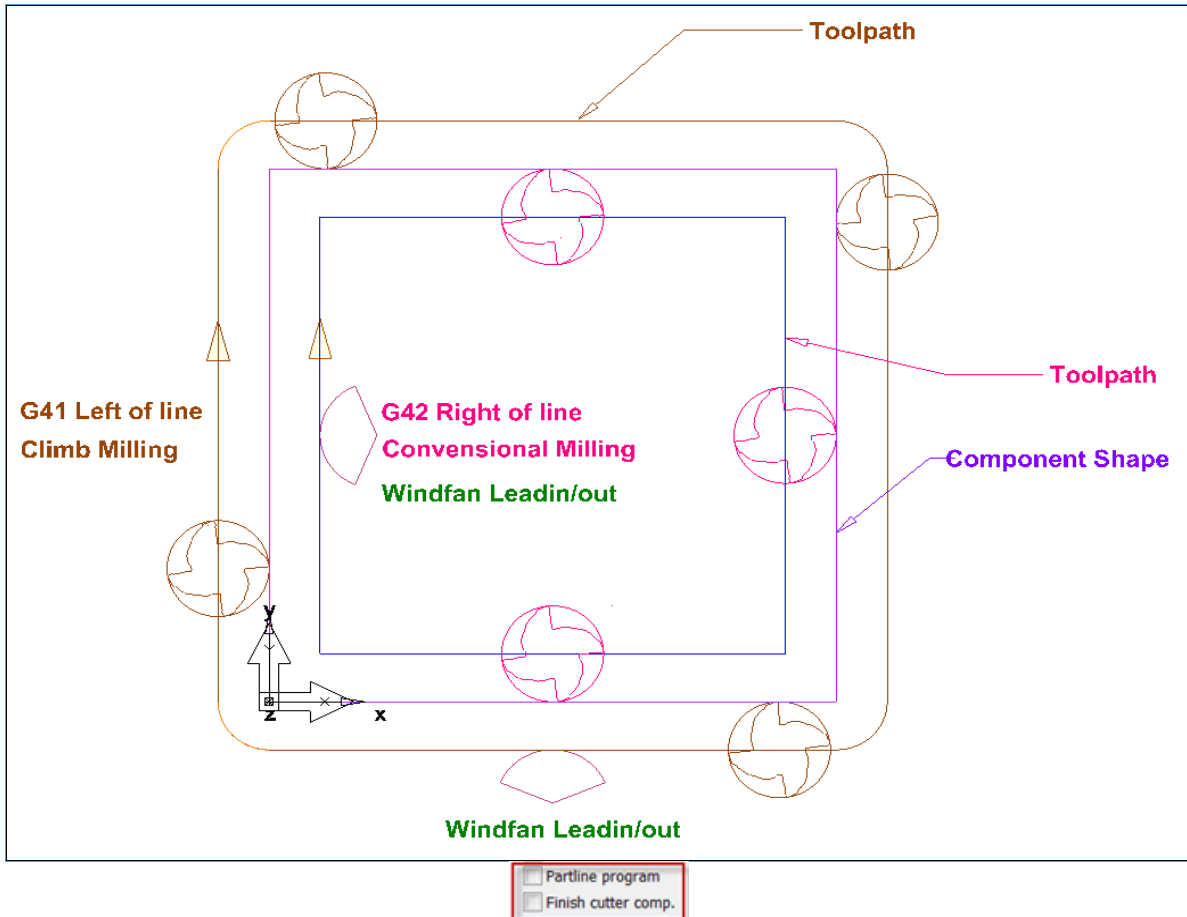 Toolpath
Toolpath
G41 Left of line
Climb Milling
G42 Right of line
Convensional Milling
Windfan Leadin/out
Component Shape
y
z
x
Windfan Leadin/out
Partline program
Finish cutter comp.